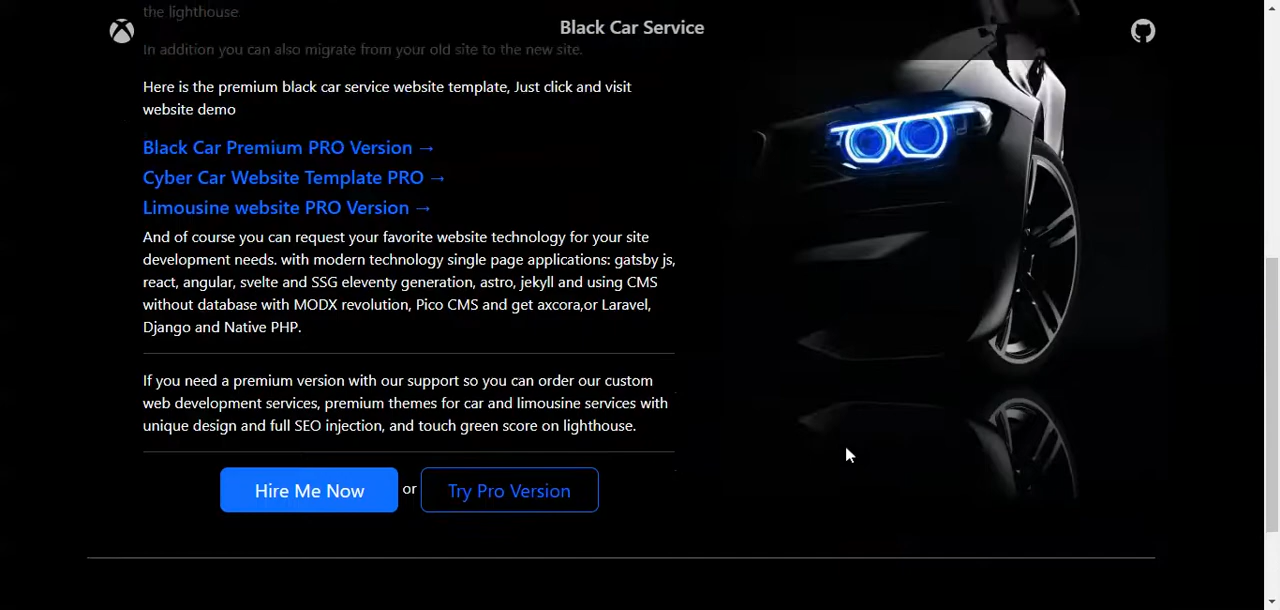 the lighthouse
Black Car Service
In addition you can also migrate from your old site to the new site.
Here is the premium black car service website template, Just click and visit
website demo
Black Car Premium PRO Version →
Cyber Car Website Template PRO →
Limousine website PRO Version →
And of course you can request your favorite website technology for your site
development needs. with modern technology single page applications: gatsby js,
react, angular, svelte and SSG eleventy generation, astro, jekyll and using CMS
without database with MODX revolution, Pico CMS and get axcora,or Laravel,
Django and Native PHP.
If you need a premium version with our support so you can order our custom
web development services, premium themes for car and limousine services with
unique design and full SEO injection, and touch green score on lighthouse.
Hire Me Now or Try Pro Version